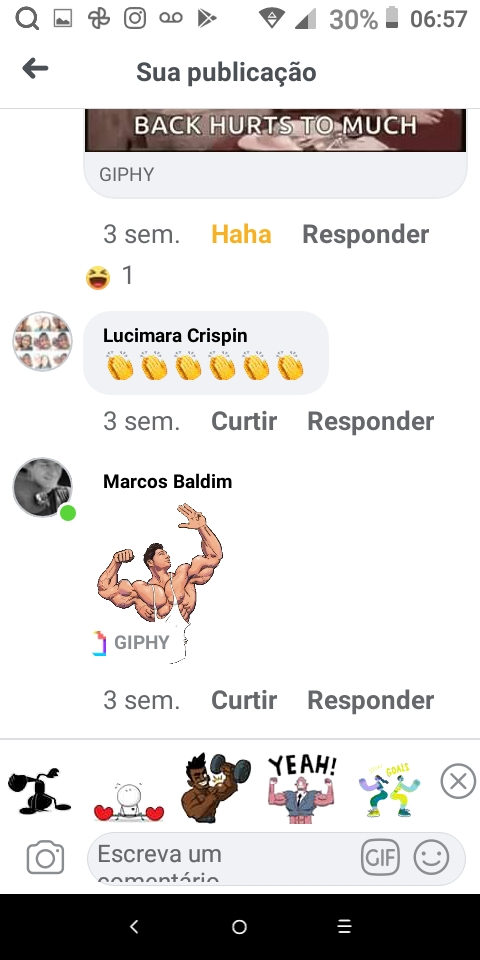 30% 06:57
Sua publicação
BACK HURTS TO MUCH
GIPHY
3 sem. Haha Responder
1
Lucimara Crispin
3 sem. Curtir Responder
Marcos Baldim
GIPHY
3 sem. Curtir Responder
YEAH!
GOALS
Escreva um
comentário
GIF